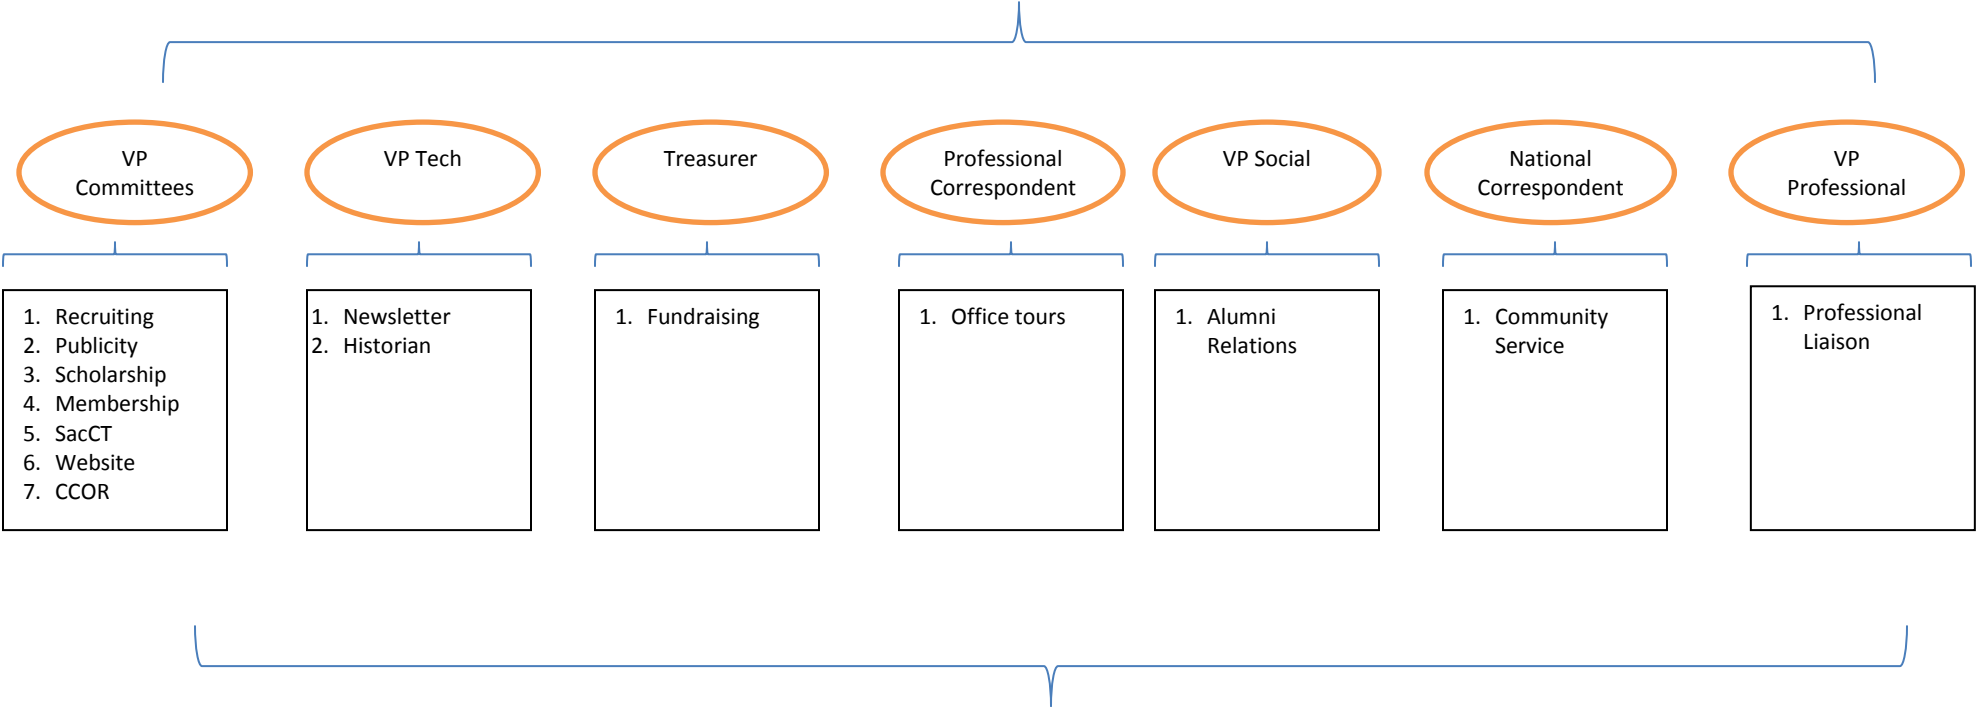 VP
Committees
VP Tech
Treasurer
Professional
Correspondent
VP Social
National
Correspondent
VP
Professional
1. Recruiting
2. Publicity
3. Scholarship
4. Membership
5. SacCT
6. Website
7. CCOR
1. Newsletter
2. Historian
1. Fundraising
1. Office tours
1. Alumni
Relations
1. Community
Service
1. Professional
Liaison